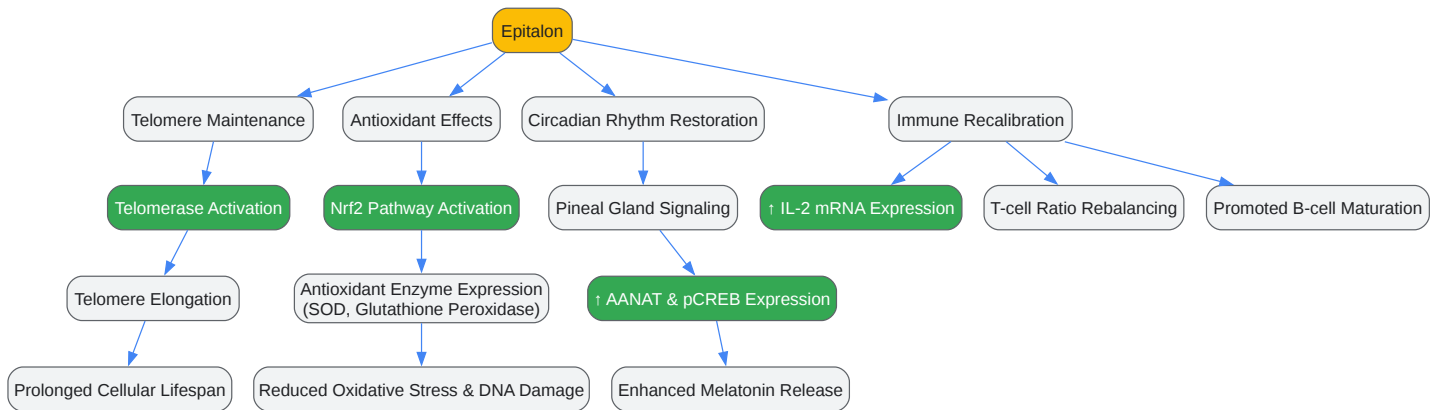 Epitalon
Telomere Maintenance
Antioxidant Effects
Circadian Rhythm Restoration
Immune Recalibration
Telomerase Activation
Nrf2 Pathway Activation
Pineal Gland Signaling
↑ IL-2 mRNA Expression
T-cell Ratio Rebalancing
Promoted B-cell Maturation
Telomere Elongation
Antioxidant Enzyme Expression
(SOD, Glutathione Peroxidase)
↑ AANAT & pCREB Expression
Prolonged Cellular Lifespan
Reduced Oxidative Stress & DNA Damage
Enhanced Melatonin Release